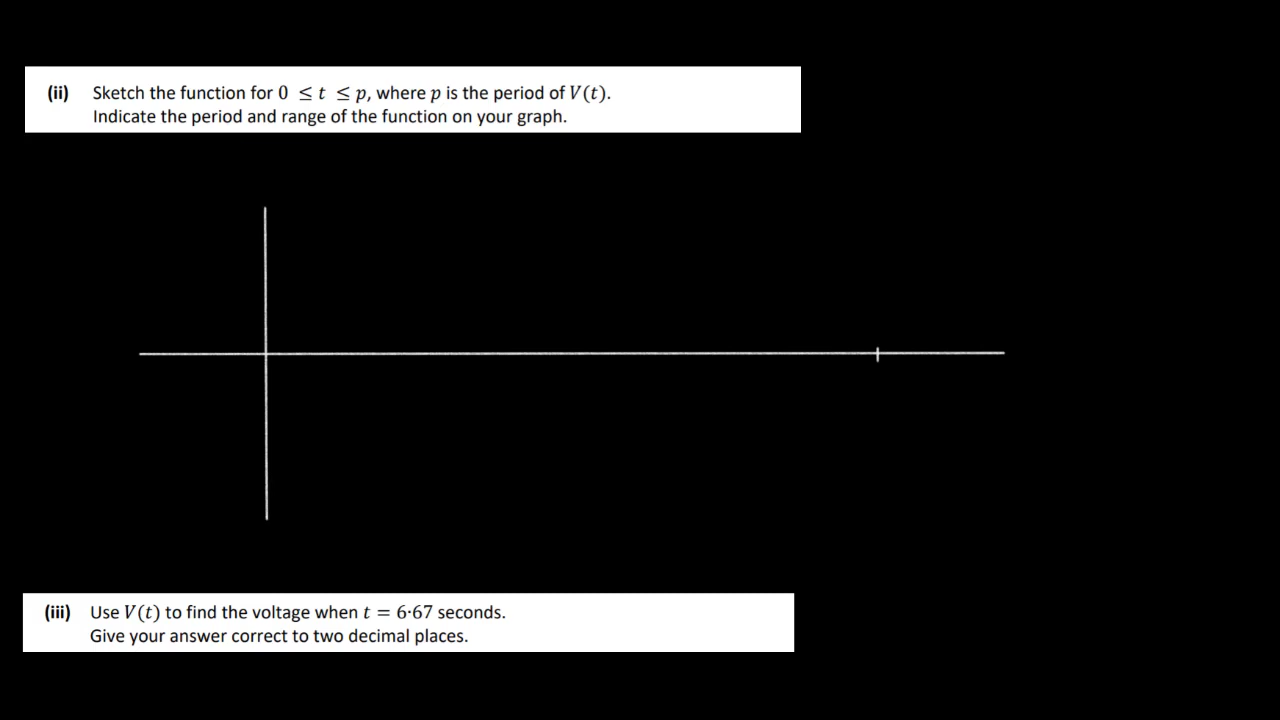 (ii) Sketch the function for 0 ≤ t ≤ p, where p is the period of V(t).
Indicate the period and range of the function on your graph.
(iii) Use V(t) to find the voltage when t = 6·67 seconds.
Give your answer correct to two decimal places.